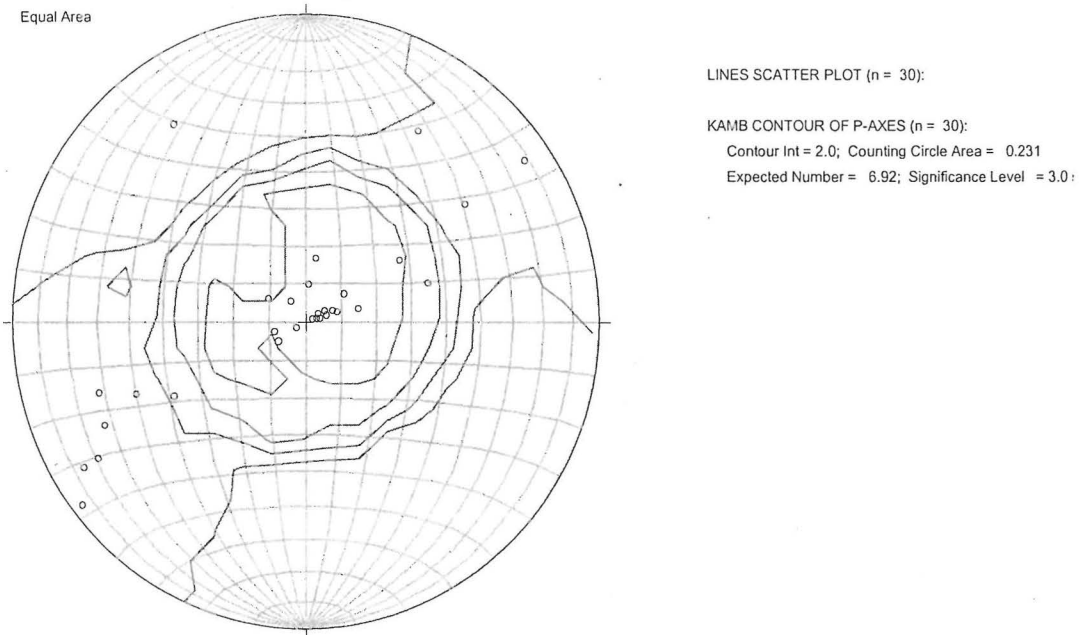 Equal Area
LINES SCATTER PLOT (n = 30):
KAMB CONTOUR OF P-AXES (n = 30):
Contour Int = 2.0; Counting Circle Area = 0.231
Expected Number = 6.92; Significance Level = 3.0